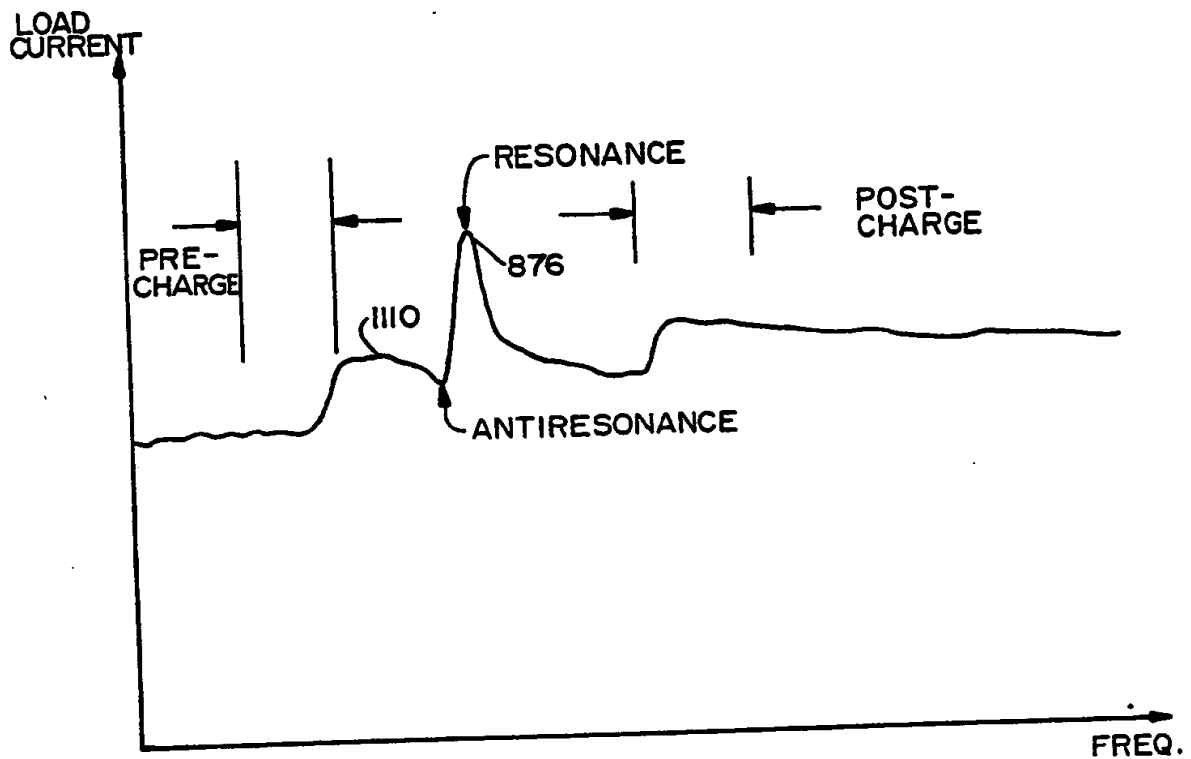 LOAD
CURRENT
RESONANCE
POST-
CHARGE
PRE-
CHARGE
876
1110
ANTIRESONANCE
FREQ.